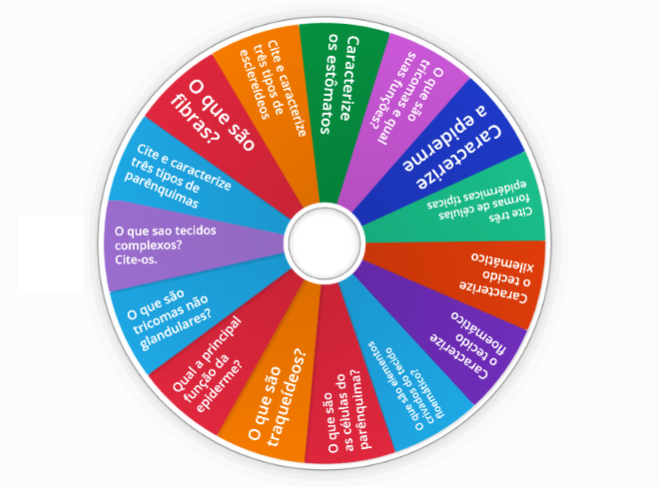 Caracterize
os estômatos
O que são
tricomas e qual
suas funções?
Caracterize
a epiderme
Cite três
formas de células
epidérmicas típicas
Caracterize
o tecido
xilemático
Caracterize
o tecido
floemático
O que são elementos
crivados do tecido
floemático?
O que são
as células do
parênquima?
O que são
traqueídeos?
Qual a principal
função da
epiderme?
O que são
tricomas não
glandulares?
O que sao tecidos
complexos?
Cite-os.
Cite e caracterize
três tipos de
parênquimas
O que são
fibras?
Cite e caracterize
três tipos de
esclereídeos